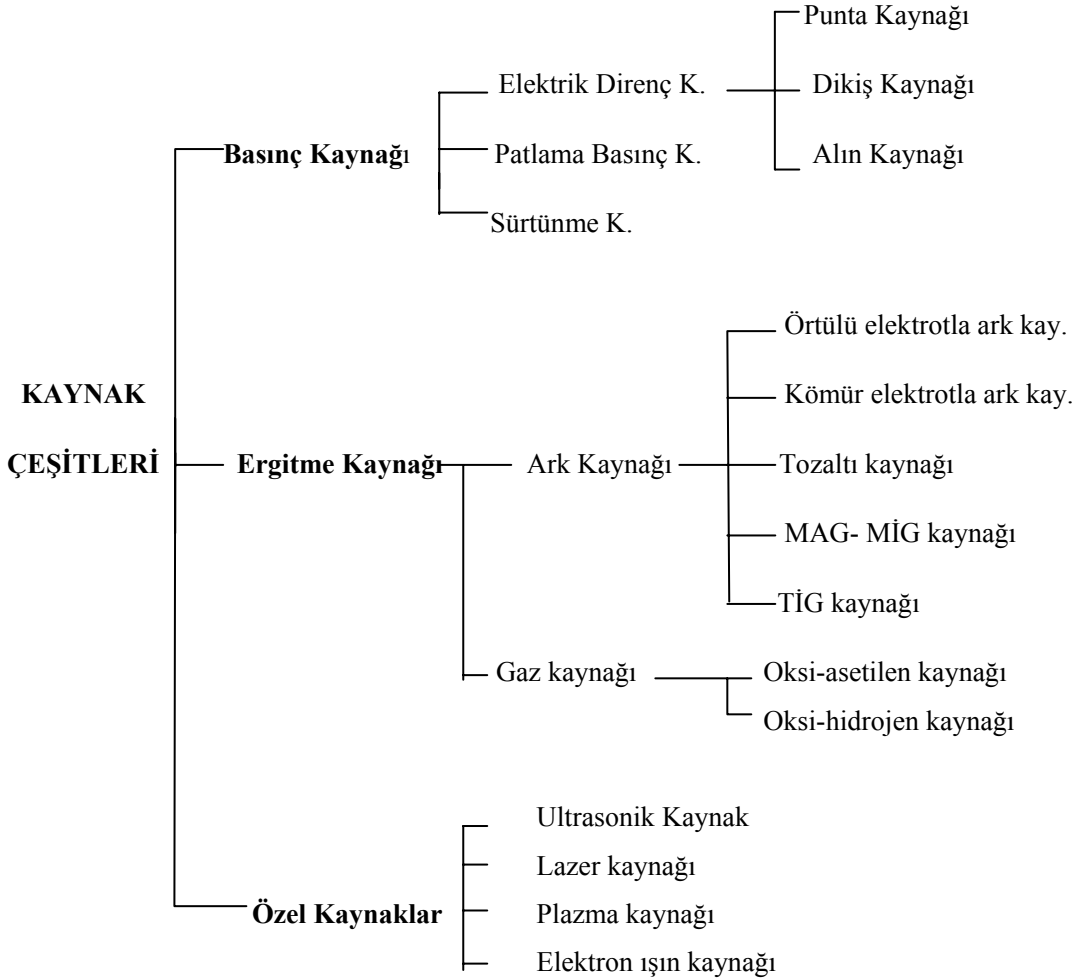 KAYNAK
ÇEŞİTLERİ
Basınç Kaynağı
Elektrik Direnç K.
Punta Kaynağı
Dikiş Kaynağı
Alın Kaynağı
Patlama Basınç K.
Sürtünme K.
Ergitme Kaynağı
Ark Kaynağı
Örtülü elektrotla ark kay.
Kömür elektrotla ark kay.
Tozaltı kaynağı
MAG- MİG kaynağı
TİG kaynağı
Gaz kaynağı
Oksi-asetilen kaynağı
Oksi-hidrojen kaynağı
Özel Kaynaklar
Ultrasonik Kaynak
Lazer kaynağı
Plazma kaynağı
Elektron ışın kaynağı